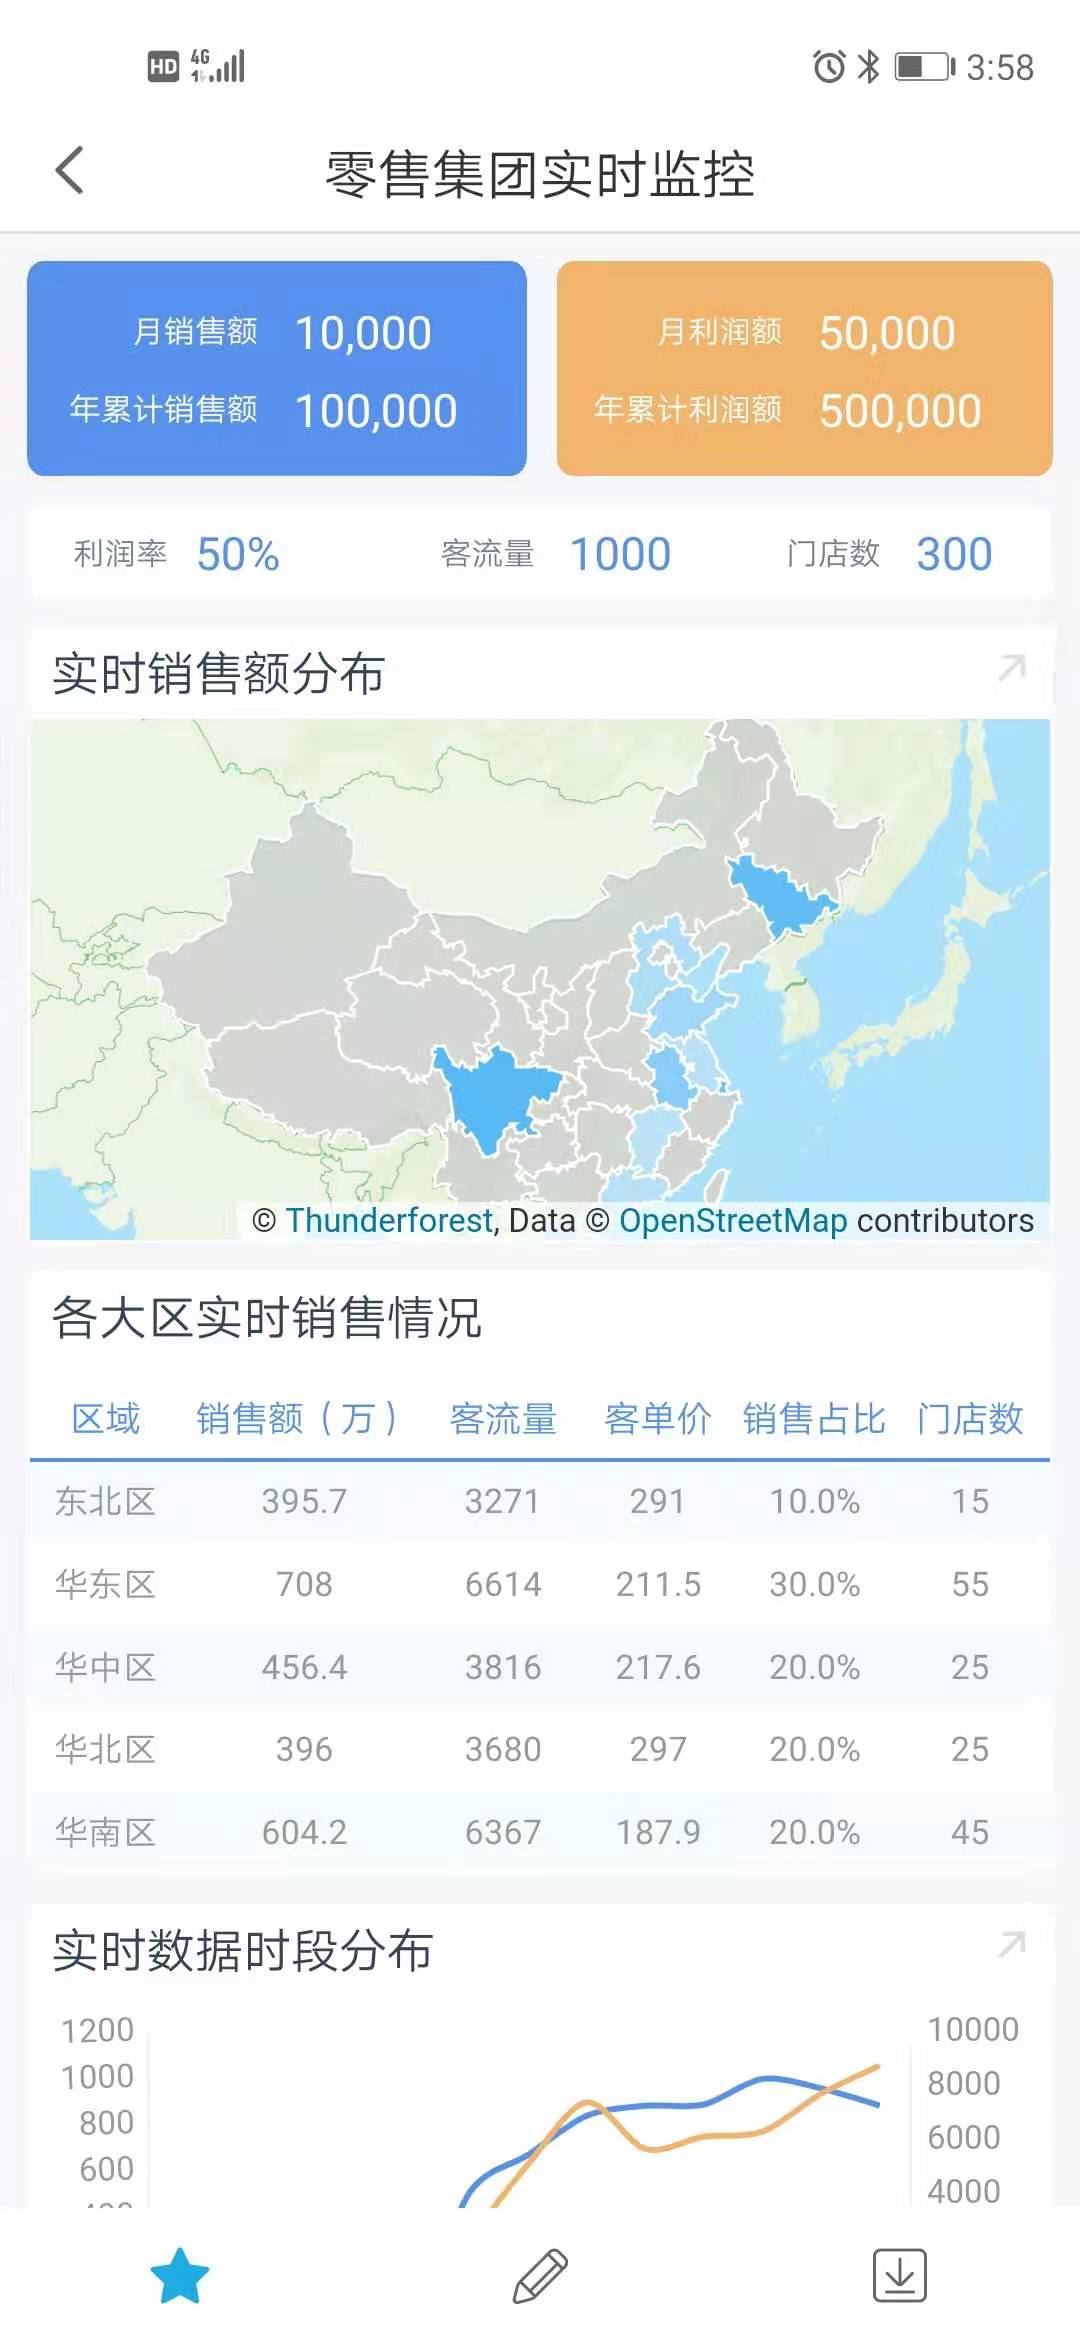 HD 4G 3:58
零售集团实时监控
月销售额 10,000
年累计销售额 100,000
月利润额 50,000
年累计利润额 500,000
利润率 50% 客流量 1000 门店数 300
实时销售额分布
© Thunderforest, Data © OpenStreetMap contributors
各大区实时销售情况
区域 销售额（万） 客流量 客单价 销售占比 门店数
东北区 395.7 3271 291 10.0% 15
华东区 708 6614 211.5 30.0% 55
华中区 456.4 3816 217.6 20.0% 25
华北区 396 3680 297 20.0% 25
华南区 604.2 6367 187.9 20.0% 45
实时数据时段分布
1200 10000
1000 8000
800 6000
600 4000